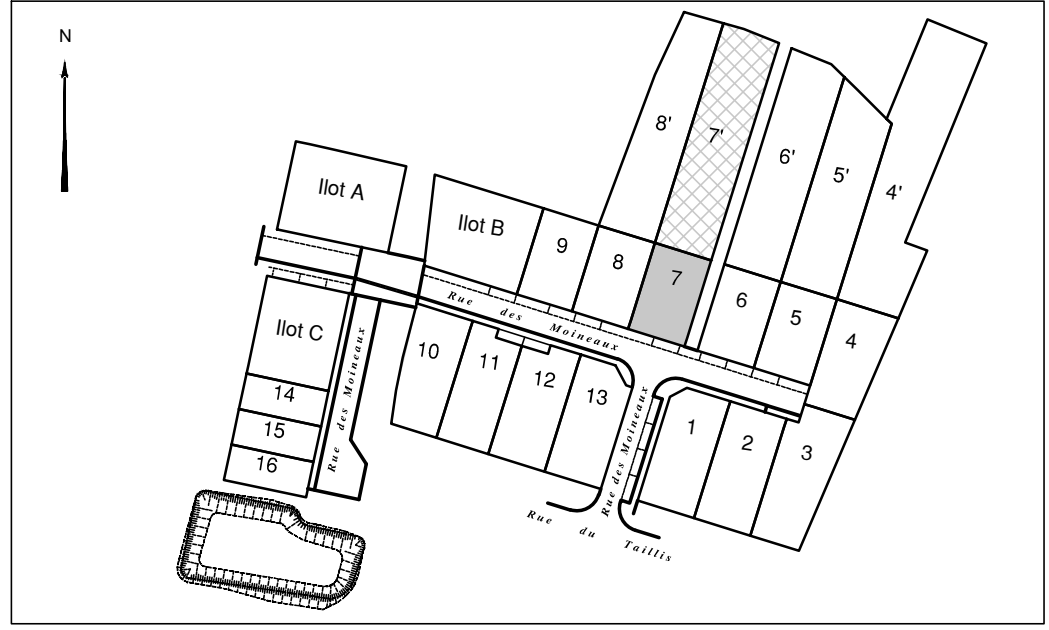 N
8'
7'
6'
5'
4'
Ilot A
Ilot B
9
8
7
6
5
4
Rue des Moineaux
Ilot C
10
11
12
13
14
15
16
Rue des Moineaux
Rue des Moineaux
1
2
3
Rue du Taillis